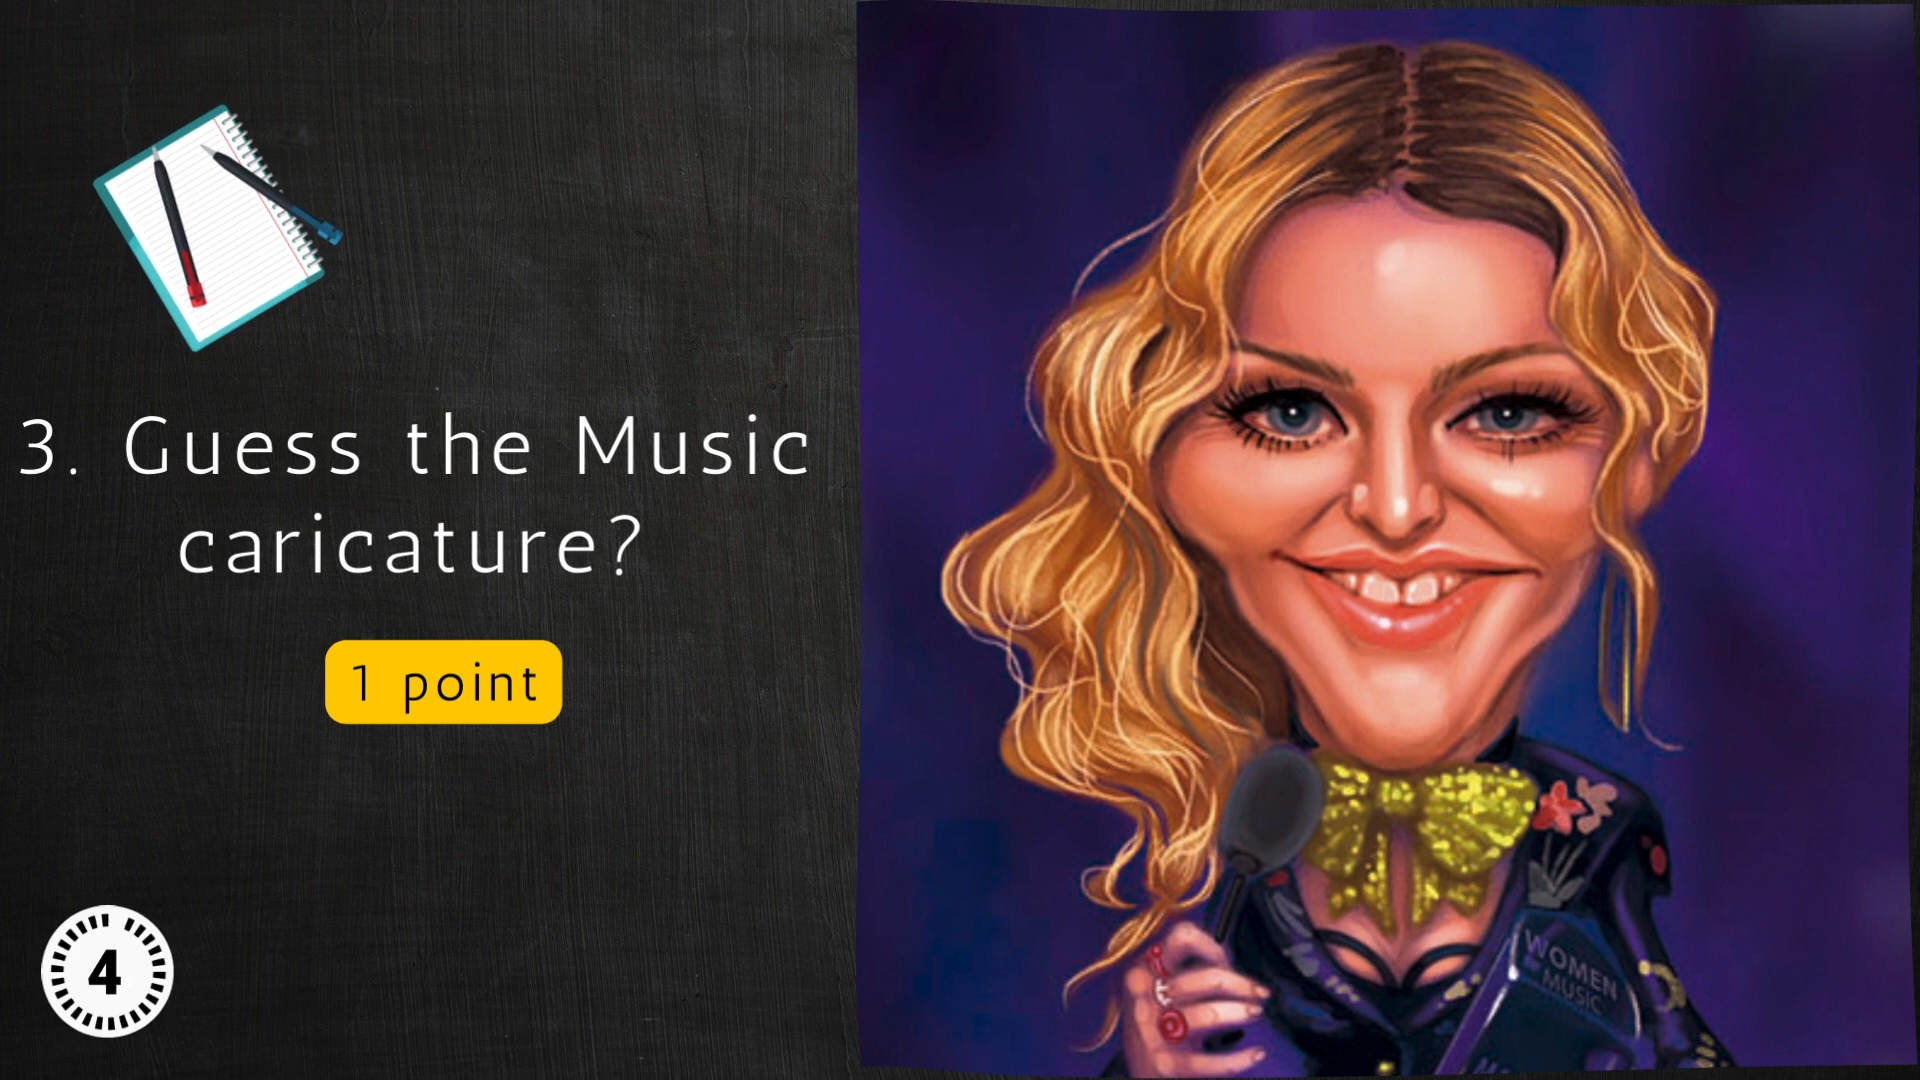 3. Guess the Music
caricature?
1 point
4
WOMEN
MUSIC